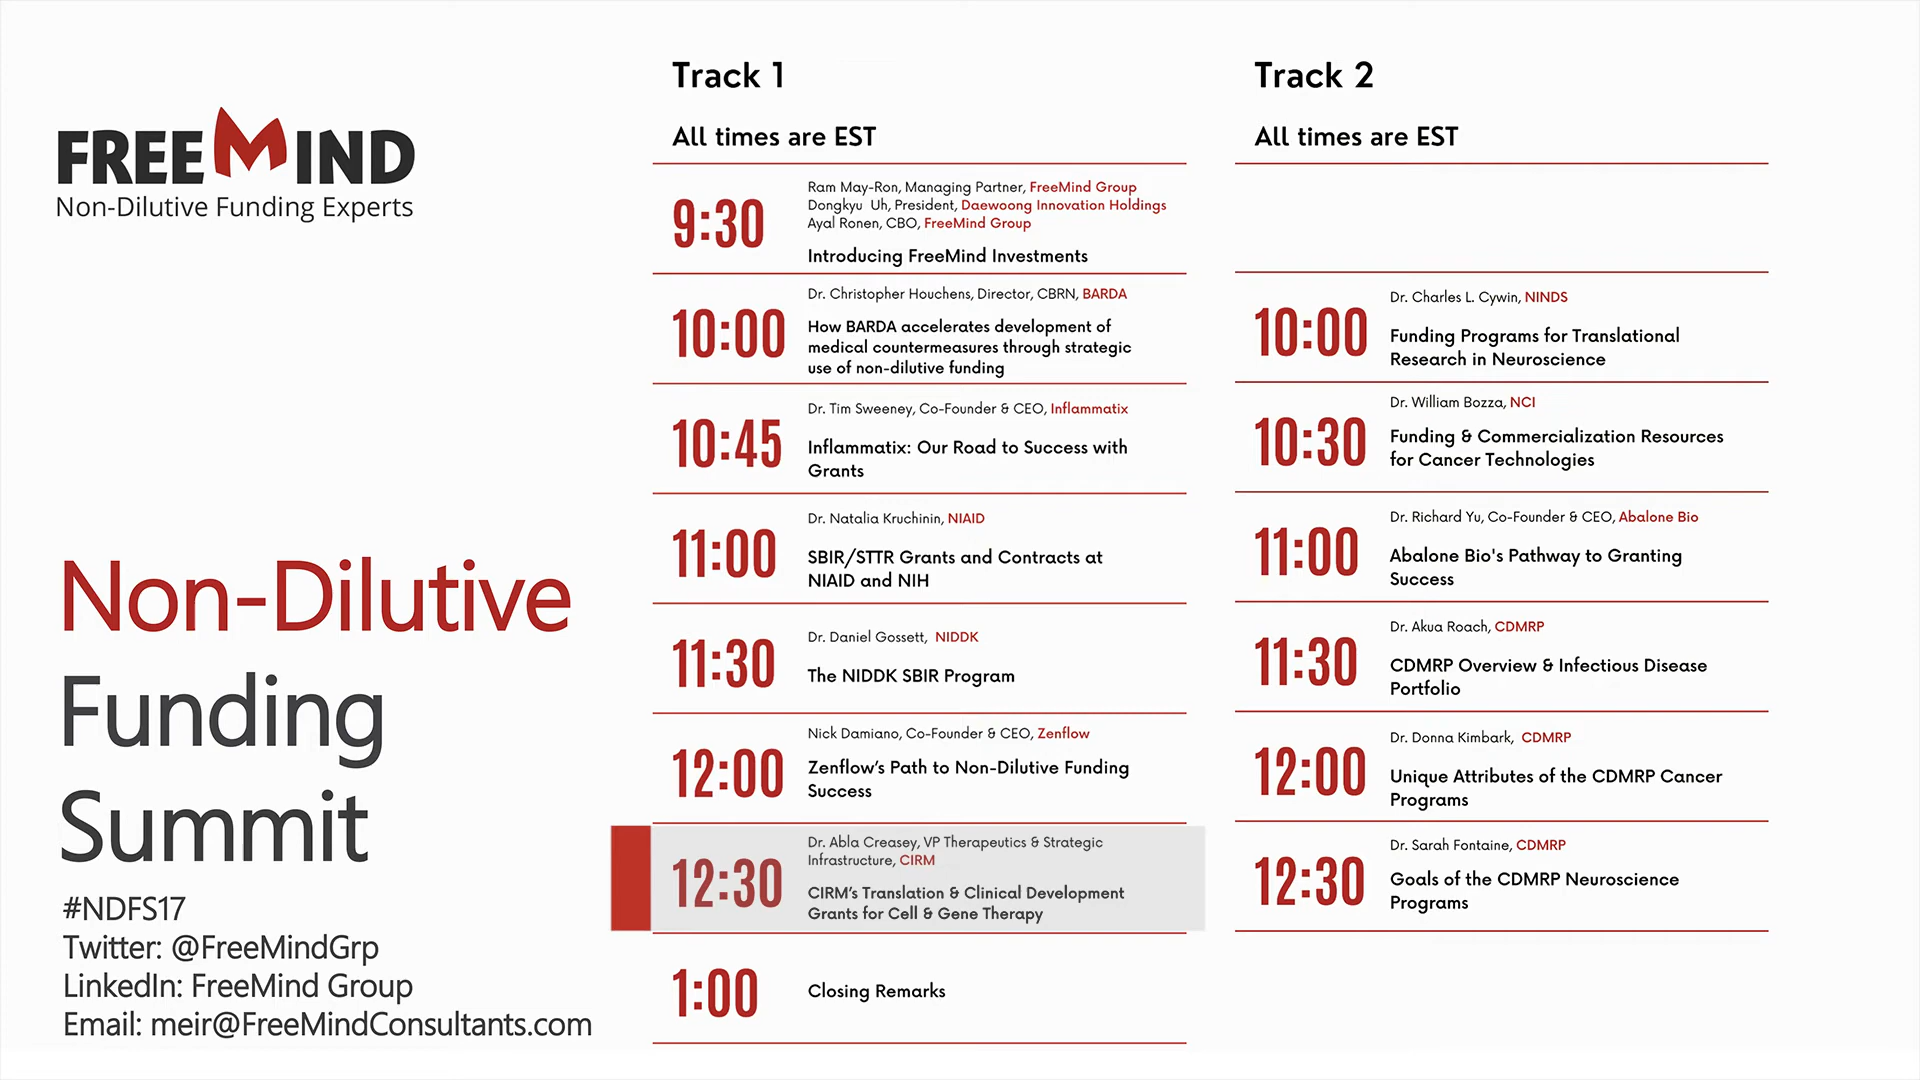 FREEMIND
Non-Dilutive Funding Experts
Non-Dilutive
Funding
Summit
#NDFS17
Twitter: @FreeMindGrp
LinkedIn: FreeMind Group
Email: meir@FreeMindConsultants.com
Track 1
All times are EST
9:30
Ram May-Ron, Managing Partner, FreeMind Group
Dongkyu Uh, President, Daewoong Innovation Holdings
Ayal Ronen, CBO, FreeMind Group
Introducing FreeMind Investments
10:00
Dr. Christopher Houchens, Director, CBRN, BARDA
How BARDA accelerates development of
medical countermeasures through strategic
use of non-dilutive funding
10:45
Dr. Tim Sweeney, Co-Founder & CEO, Inflammatix
Inflammatix: Our Road to Success with
Grants
11:00
Dr. Natalia Kruchinin, NIAID
SBIR/STTR Grants and Contracts at
NIAID and NIH
11:30
Dr. Daniel Gossett, NIDDK
The NIDDK SBIR Program
12:00
Nick Damiano, Co-Founder & CEO, Zenflow
Zenflow’s Path to Non-Dilutive Funding
Success
12:30
Dr. Abla Creasey, VP Therapeutics & Strategic
Infrastructure, CIRM
CIRM’s Translation & Clinical Development
Grants for Cell & Gene Therapy
1:00
Closing Remarks
Track 2
All times are EST
10:00
Dr. Charles L. Cywin, NINDS
Funding Programs for Translational
Research in Neuroscience
10:30
Dr. William Bozza, NCI
Funding & Commercialization Resources
for Cancer Technologies
11:00
Dr. Richard Yu, Co-Founder & CEO, Abalone Bio
Abalone Bio's Pathway to Granting
Success
11:30
Dr. Akua Roach, CDMRP
CDMRP Overview & Infectious Disease
Portfolio
12:00
Dr. Donna Kimbark, CDMRP
Unique Attributes of the CDMRP Cancer
Programs
12:30
Dr. Sarah Fontaine, CDMRP
Goals of the CDMRP Neuroscience
Programs